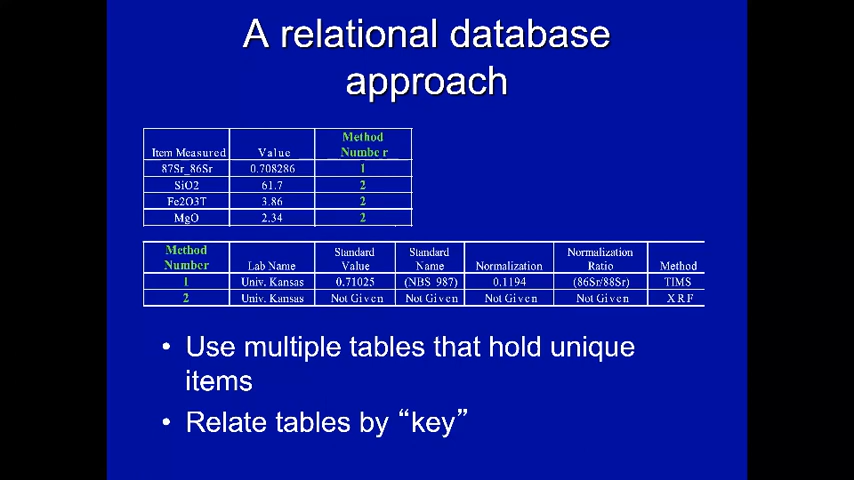 A relational database
approach
Method
Item Measured Value Number
87Sr_86Sr 0.708286 1
SiO2 61.7 2
Fe2O3T 3.86 2
MgO 2.34 2
Method Standard Standard Normalization
Number Lab Name Value Name Normalization Ratio Method
1 Univ. Kansas 0.71025 (NBS 987) 0.1194 (86Sr/88Sr) TIMS
2 Univ. Kansas Not Given Not Given Not Given Not Given XRF
• Use multiple tables that hold unique
items
• Relate tables by “key”